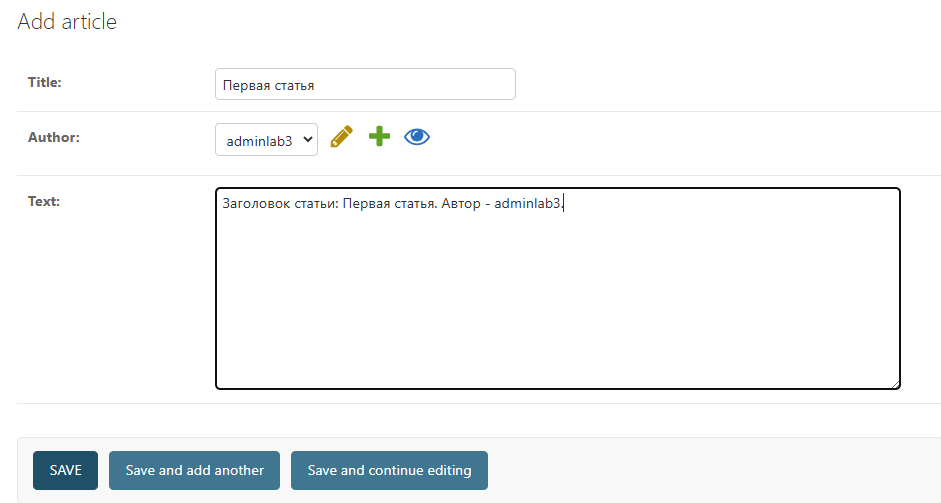 Add article
Title: Первая статья
Author: adminlab3
Text: Заголовок статьи: Первая статья. Автор - adminlab3.
SAVE Save and add another Save and continue editing